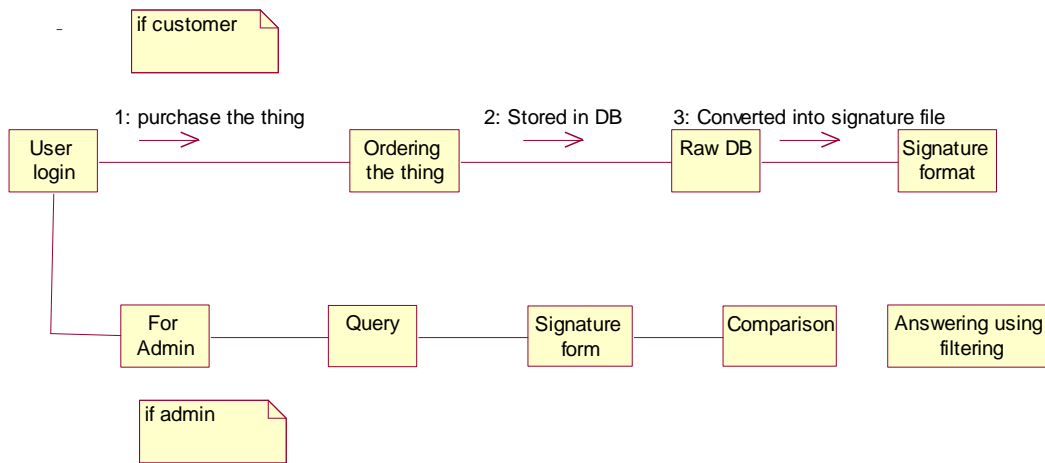 if customer
1: purchase the thing
2: Stored in DB
3: Converted into signature file
User
login
Ordering
the thing
Raw DB
Signature
format
For
Admin
Query
Signature
form
Comparison
Answering using
filtering
if admin